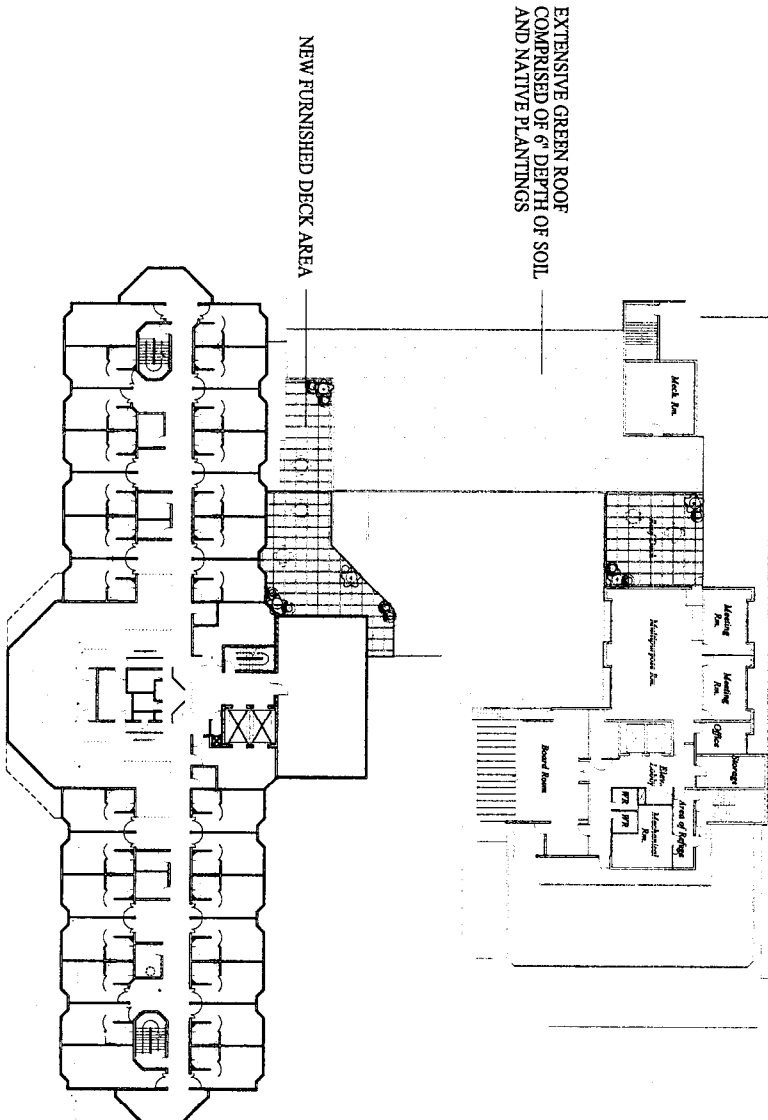 EXTENSIVE GREEN ROOF
COMPRISED OF 6" DEPTH OF SOIL
AND NATIVE PLANTINGS
NEW FURNISHED DECK AREA
Mech Rm.
Meeting
Rm.
Meeting
Rm.
Multipurpose Rm.
Office
Storage
Elev.
Lobby
Board Room
WR
WR
Mechanical
Rm.
Area of Refuge